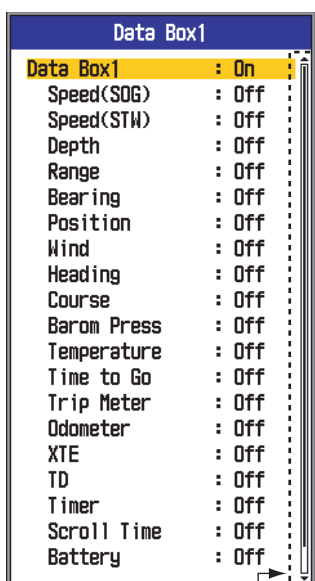 Data Box1
Data Box1 : On
Speed(SOG) : Off
Speed(STW) : Off
Depth : Off
Range : Off
Bearing : Off
Position : Off
Wind : Off
Heading : Off
Course : Off
Barom Press : Off
Temperature : Off
Time to Go : Off
Trip Meter : Off
Odometer : Off
XTE : Off
TD : Off
Timer : Off
Scroll Time : Off
Battery : Off